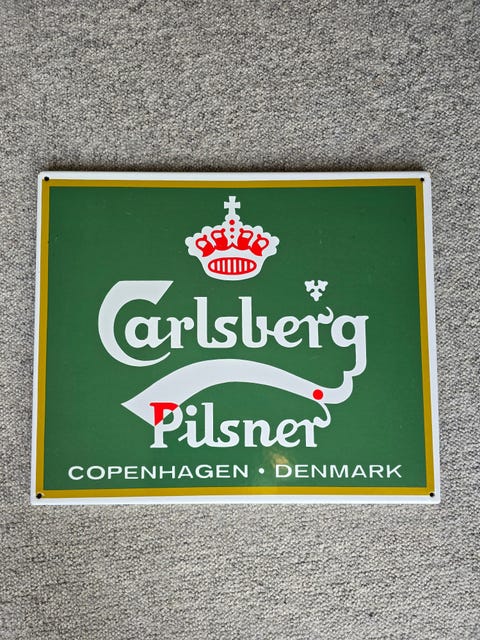 Carlsberg
Pilsner
COPENHAGEN • DENMARK